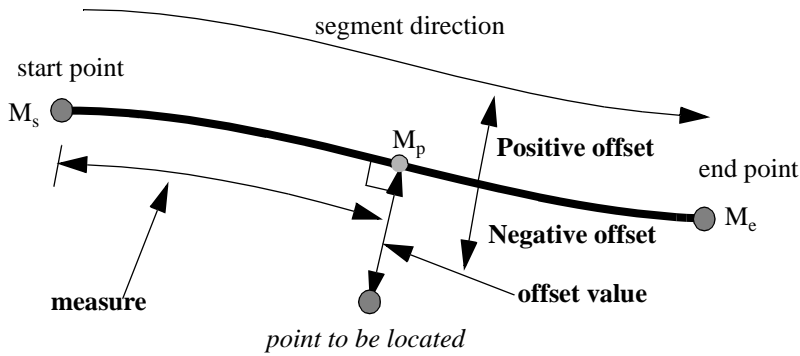 segment direction
start point
M_s
M_p
Positive offset
end point
M_e
Negative offset
measure
offset value
point to be located